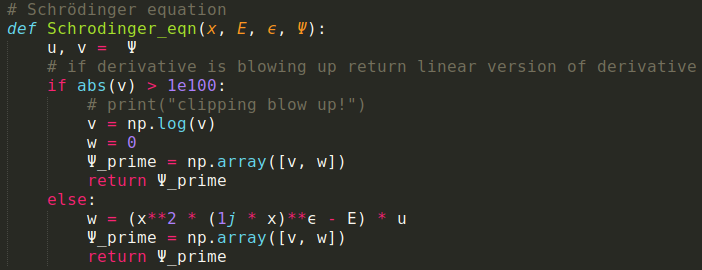 # Schrödinger equation
def Schrodinger_eqn(x, E, ϵ, Ψ):
    u, v =  Ψ
    # if derivative is blowing up return linear version of derivative
    if abs(v) > 1e100:
        # print("clipping blow up!")
        v = np.log(v)
        w = 0
        Ψ_prime = np.array([v, w])
        return Ψ_prime
    else:
        w = (x**2 * (1j * x)**ϵ - E) * u
        Ψ_prime = np.array([v, w])
        return Ψ_prime